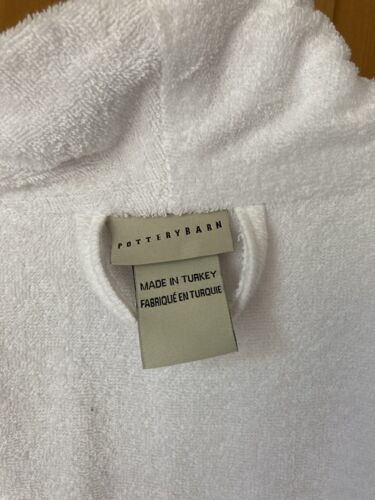 POTTERYBARN
MADE IN TURKEY
FABRIQUÉ EN TURQUIE